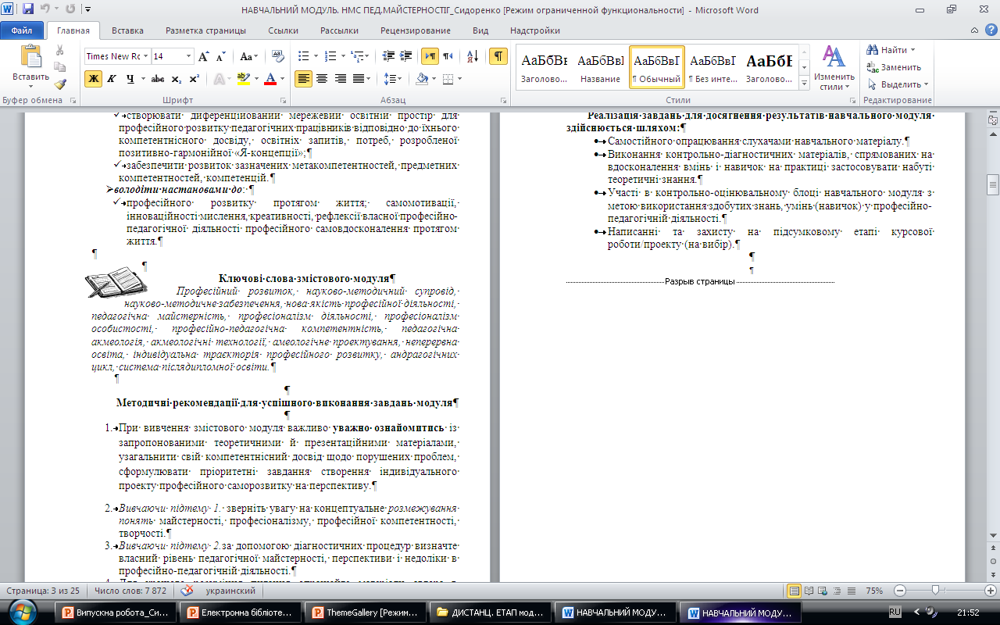 НАВЧАЛЬНИЙ МОДУЛЬ. НМС ПЕД.МАЙСТЕРНОСТІГ_Сидоренко [Режим ограниченной функциональности] - Microsoft Word
Файл Главная Вставка Разметка страницы Ссылки Рассылки Рецензирование Вид Надстройки
Вставить
Times New Ro 14
Обычный
Заголово... Название ¶ Обычный ¶ Без инте... Заголово...
Изменить стили
Найти
Заменить
Выделить
Буфер обмена Шрифт Абзац Стили Редактирование
створювати диференційований мережевий освітній простір для
професійного розвитку педагогічних працівників відповідно до їхнього
компетентнісного досвіду, освітніх запитів, потреб, розробленої
позитивно-гармонійної «Я-концепції»;¶
забезпечити розвиток зазначених метакомпетентностей, предметних
компетентностей, компетенцій.¶
володіти настановами до: ¶
професійного розвитку протягом життя; самомотивації,
інноваційності мислення, креативності, рефлексії власної професійно-
педагогічної діяльності професійного самовдосконалення протягом
життя.¶
Ключові слова змістового модуля¶
Професійний розвиток, науково-методичний супровід,
науково-методичне забезпечення, нова якість професійної діяльності,
педагогічна майстерність, професіоналізм діяльності, професіоналізм
особистості, професійно-педагогічна компетентність, педагогічна
акмеологія, акмеологічні технології, амеологічне проектування, неперервна
освіта, індивідуальна траєкторія професійного розвитку, андрагогічних
цикл, система післядипломної освіти.¶
Методичні рекомендації для успішного виконання завдань модуля¶
1. При вивчення змістового модуля важливо уважно ознайомитись із
запропонованими теоретичними й презентаційними матеріалами,
узагальнити свій компетентнісний досвід щодо порушених проблем,
сформулювати пріоритетні завдання створення індивідуального
проекту професійного саморозвитку на перспективу.¶
2. Вивчаючи підтему 1. зверніть увагу на концептуальне розмежування
понять майстерності, професіоналізму, професійної компетентності,
творчості.¶
3. Вивчаючи підтему 2.за допомогою діагностичних процедур визначте
власний рівень педагогічної майстерності, перспективи і недоліки в
професійно-педагогічній діяльності.¶
Реалізація завдань для досягнення результатів навчального модуля
здійснюється шляхом:¶
Самостійного опрацювання слухачами навчального матеріалу.¶
Виконання контрольно-діагностичних матеріалів, спрямованих на
вдосконалення вмінь і навичок на практиці застосовувати набуті
теоретичні знання.¶
Участі в контрольно-оцінювальному блоці навчального модуля з
метою використання здобутих знань, умінь (навичок) у професійно-
педагогічній діяльності.¶
Написанні та захисту на підсумковому етапі курсової
роботи/проекту (на вибір).¶
Разрыв страницы
Страница: 3 из 25 Число слов: 7 872 украинский 75%
Випускна робота_Си... Електронна бібліоте... ThemeGallery [Режим... ДИСТАНЦ. ЕТАП мод... НАВЧАЛЬНИЙ МОДУ... НАВЧАЛЬНИЙ МОДУ... RU 21:52